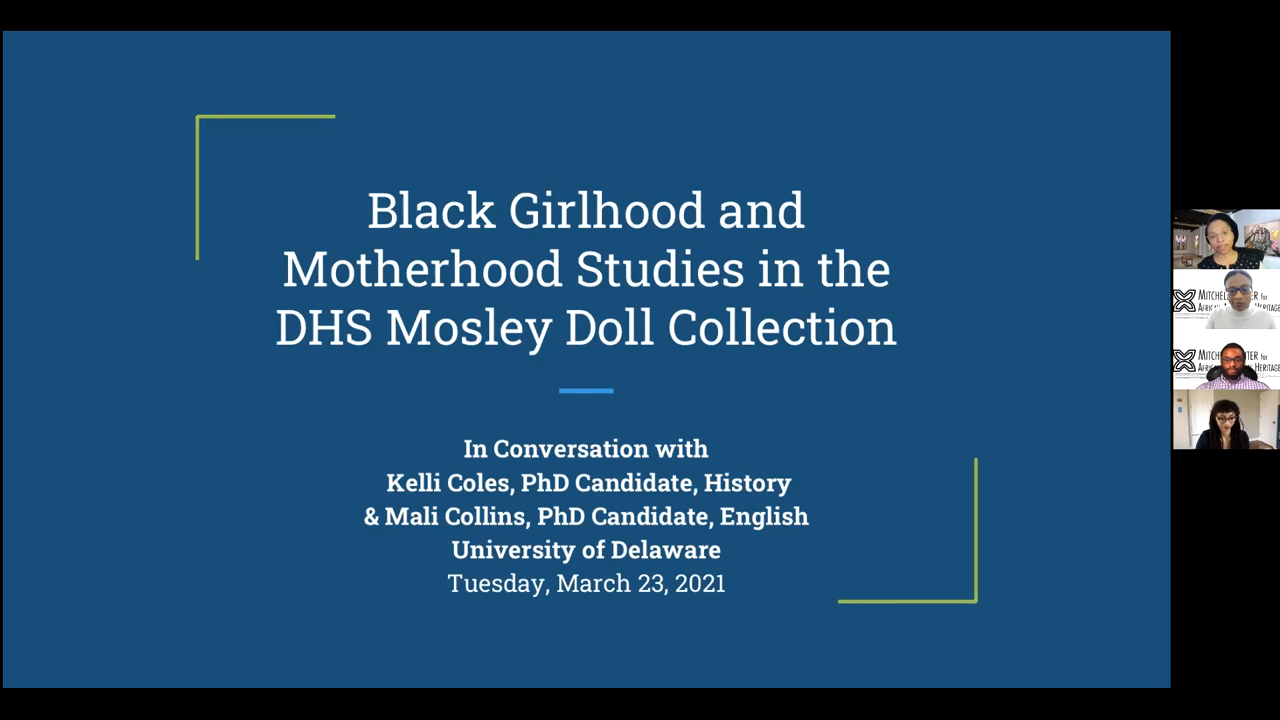 Black Girlhood and
Motherhood Studies in the
DHS Mosley Doll Collection
In Conversation with
Kelli Coles, PhD Candidate, History
& Mali Collins, PhD Candidate, English
University of Delaware
Tuesday, March 23, 2021